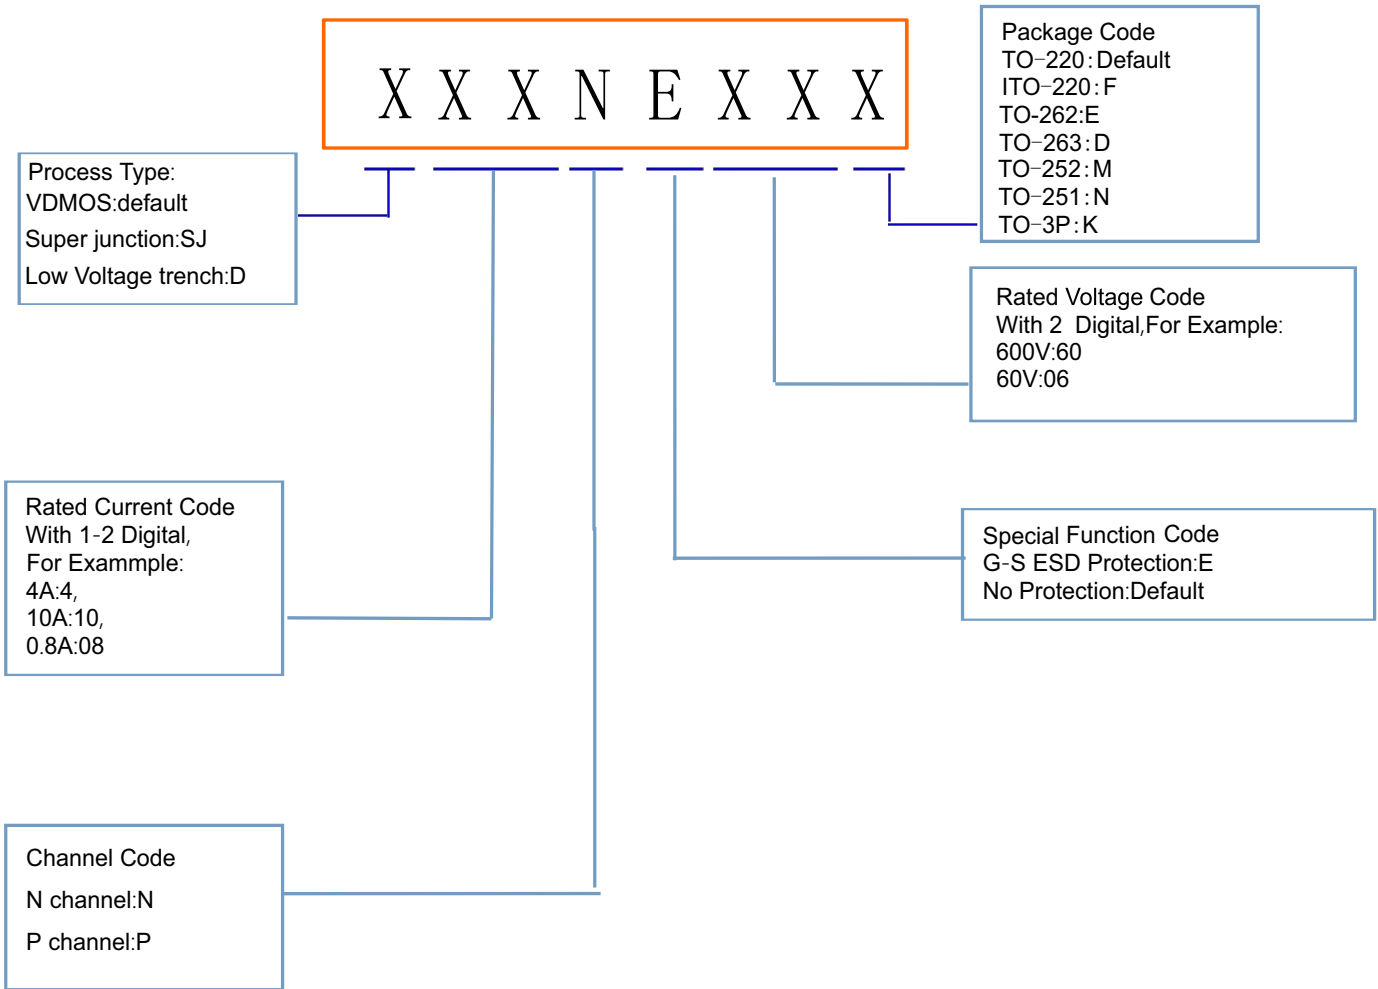 X X X N E X X X
Package Code
TO-220:Default
ITO-220:F
TO-262:E
TO-263:D
TO-252:M
TO-251:N
TO-3P:K
Process Type:
VDMOS:default
Super junction:SJ
Low Voltage trench:D
Rated Voltage Code
With 2 Digital,For Example:
600V:60
60V:06
Rated Current Code
With 1-2 Digital,
For Exammple:
4A:4,
10A:10,
0.8A:08
Special Function Code
G-S ESD Protection:E
No Protection:Default
Channel Code
N channel:N
P channel:P